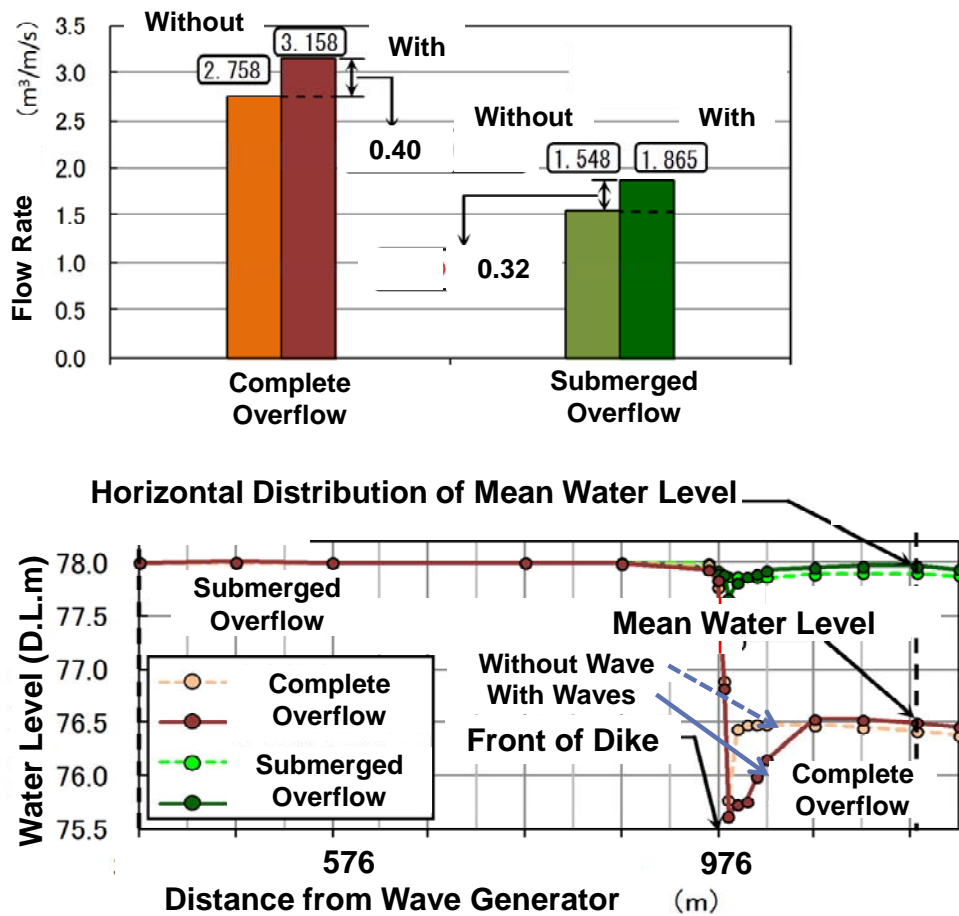 3.5
3.0
2.5
2.0
1.5
1.0
0.5
0.0
Flow Rate
(m³/m/s)
Without
With
2.758
3.158
0.40
Without
With
1.548
1.865
0.32
Complete
Overflow
Submerged
Overflow
Horizontal Distribution of Mean Water Level
Water Level (D.L.m)
78.0
77.5
77.0
76.5
76.0
75.5
Submerged
Overflow
Mean Water Level
Without Wave
With Waves
Front of Dike
Complete
Overflow
Complete
Overflow
Submerged
Overflow
576
976
Distance from Wave Generator
(m)